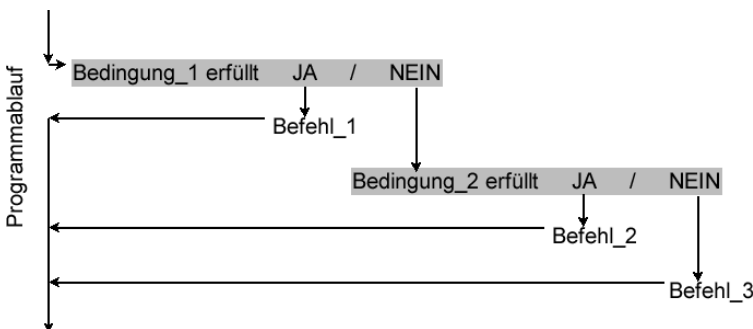 Programmablauf
Bedingung_1 erfüllt JA / NEIN
Befehl_1
Bedingung_2 erfüllt JA / NEIN
Befehl_2
Befehl_3